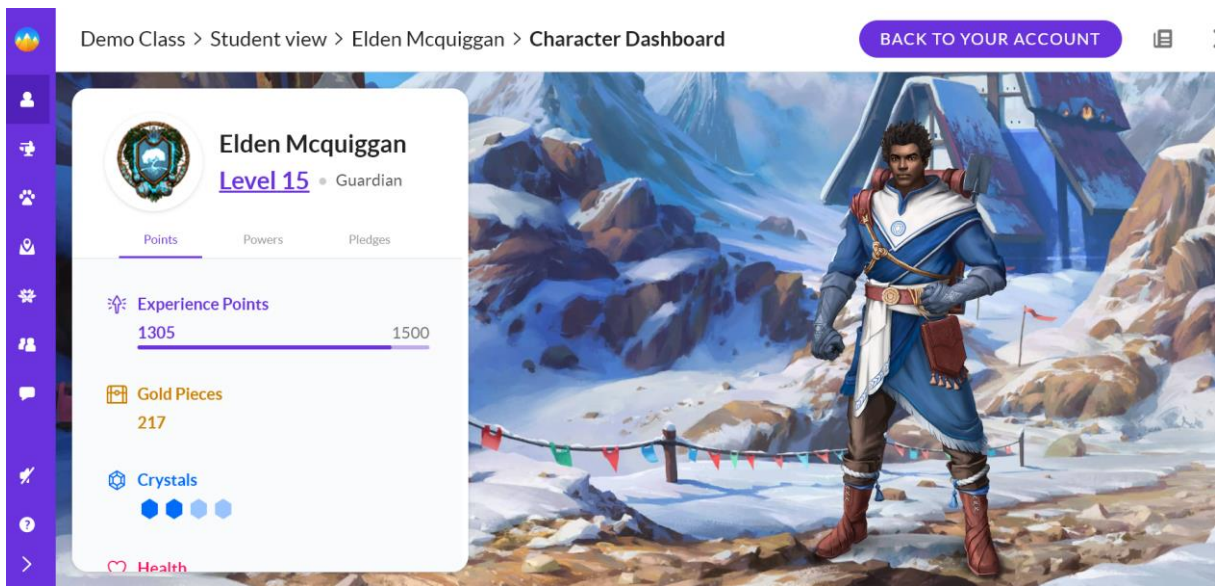 Demo Class > Student view > Elden Mcquiggan > Character Dashboard
BACK TO YOUR ACCOUNT
Elden Mcquiggan
Level 15 • Guardian
Points Powers Pledges
Experience Points
1305 1500
Gold Pieces
217
Crystals
Health